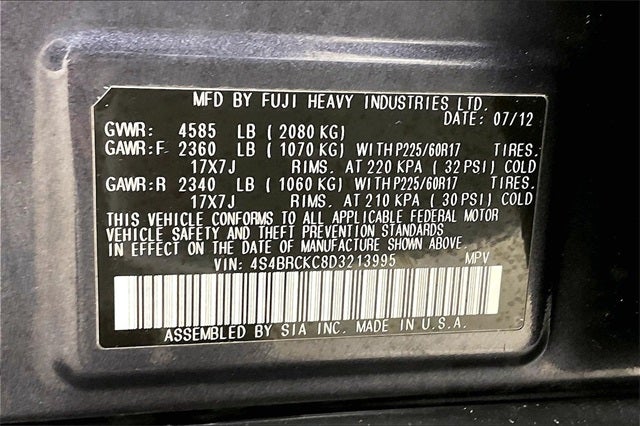 MFD BY FUJI HEAVY INDUSTRIES LTD.
DATE: 07/12
GVWR: 4585 LB (2080 KG)
GAWR:F 2360 LB (1070 KG) WITH P225/60R17 TIRES.
17X7J RIMS. AT 220 KPA (32 PSI) COLD
GAWR:R 2340 LB (1060 KG) WITH P225/60R17 TIRES.
17X7J RIMS. AT 210 KPA (30 PSI) COLD
THIS VEHICLE CONFORMS TO ALL APPLICABLE FEDERAL MOTOR
VEHICLE SAFETY AND THEFT PREVENTION STANDARDS
IN EFFECT ON THE DATE OF MANUFACTURE SHOWN ABOVE.
VIN: 4S4BRCKC8D3213995 MPV
ASSEMBLED BY SIA INC. MADE IN U.S.A.